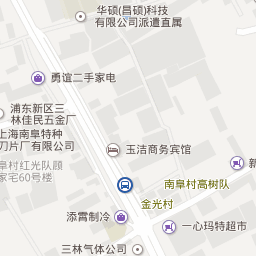 华硕(昌硕)科技
有限公司派遣直属
勇谊二手家电
浦东新区三
林佳民五金厂
上海南阜特种
刀片厂有限公司
阜村红光队顾
家宅60号楼
玉洁商务宾馆
新
南阜村高树队
金光村
添霄制冷
一心玛特超市
三林气体公司